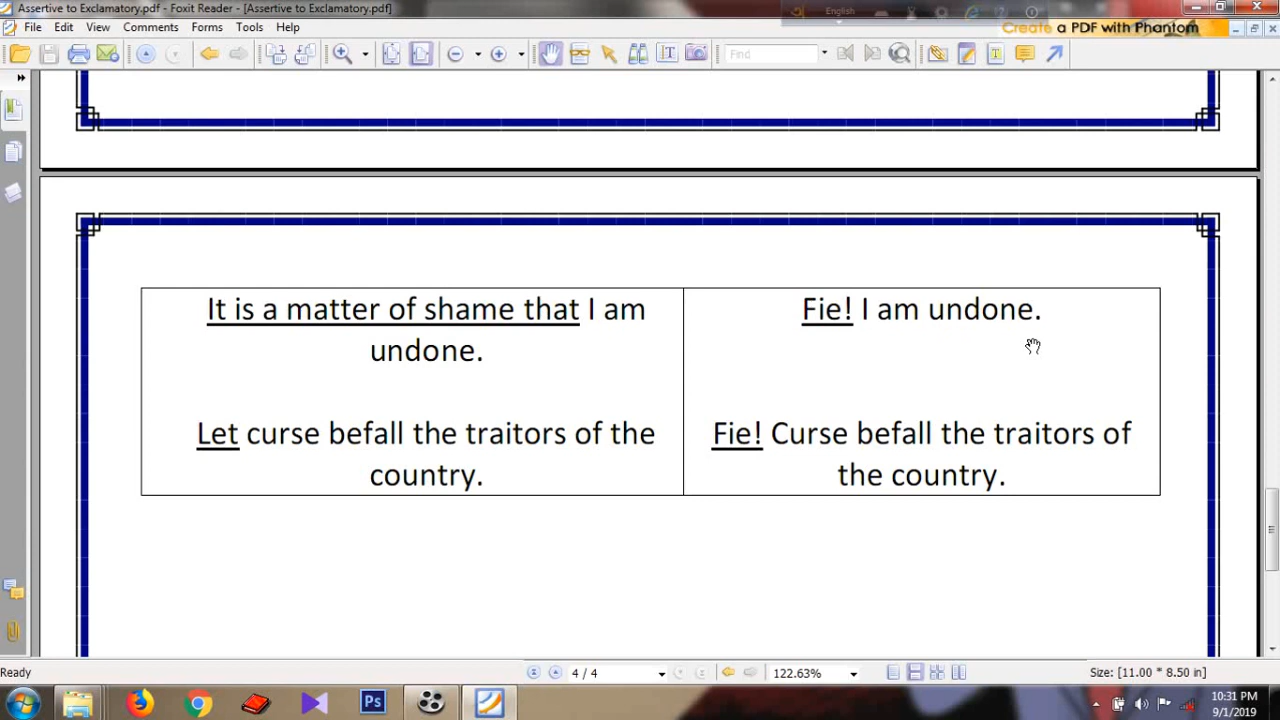 Assertive to Exclamatory.pdf - Foxit Reader - [Assertive to Exclamatory.pdf]
English
File Edit View Comments Forms Tools Help
Create a PDF with Phantom
Find
It is a matter of shame that I am
undone.
Fie! I am undone.
Let curse befall the traitors of the
country.
Fie! Curse befall the traitors of
the country.
Ready
4 / 4
122.63%
Size: [11.00 * 8.50 in]
Ps
10:31 PM
9/1/2019